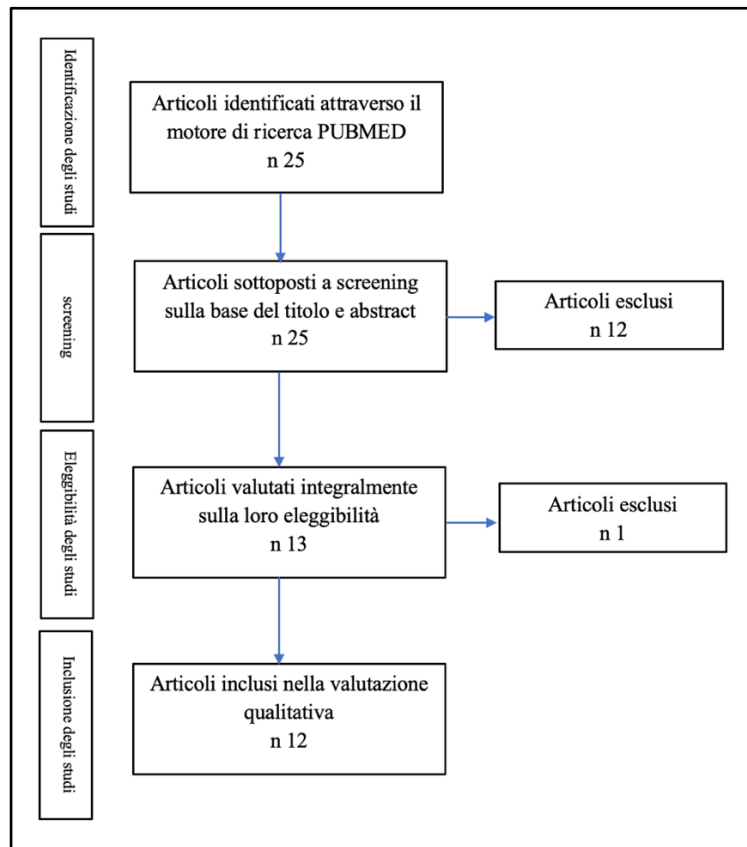 Identificazione degli studi
Articoli identificati attraverso il
motore di ricerca PUBMED
n 25
screening
Articoli sottoposti a screening
sulla base del titolo e abstract
n 25
Articoli esclusi
n 12
Eleggibilità degli studi
Articoli valutati integralmente
sulla loro eleggibilità
n 13
Articoli esclusi
n 1
Inclusione degli studi
Articoli inclusi nella valutazione
qualitativa
n 12